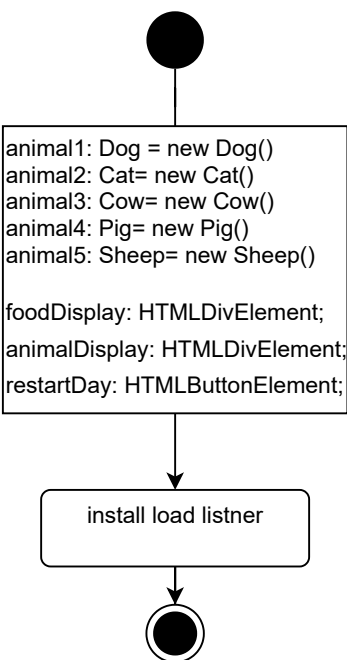 animal1: Dog = new Dog()
animal2: Cat= new Cat()
animal3: Cow= new Cow()
animal4: Pig= new Pig()
animal5: Sheep= new Sheep()
foodDisplay: HTMLDivElement;
animalDisplay: HTMLDivElement;
restartDay: HTMLButtonElement;
install load listner